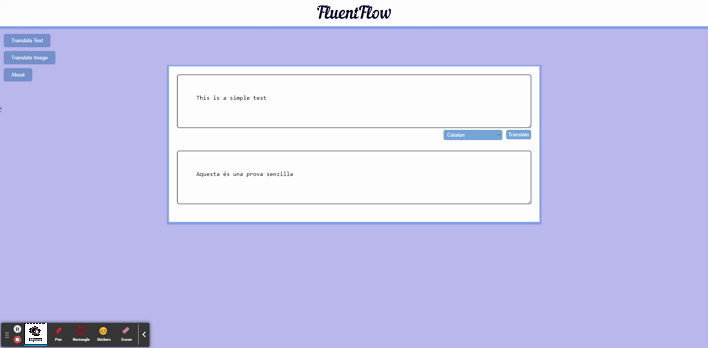 FluentFlow
Translate Text
Translate Image
About
This is a simple test
Catalan
Translate
Aquesta és una prova senzilla
Pen
Rectangle
Stickers
Eraser